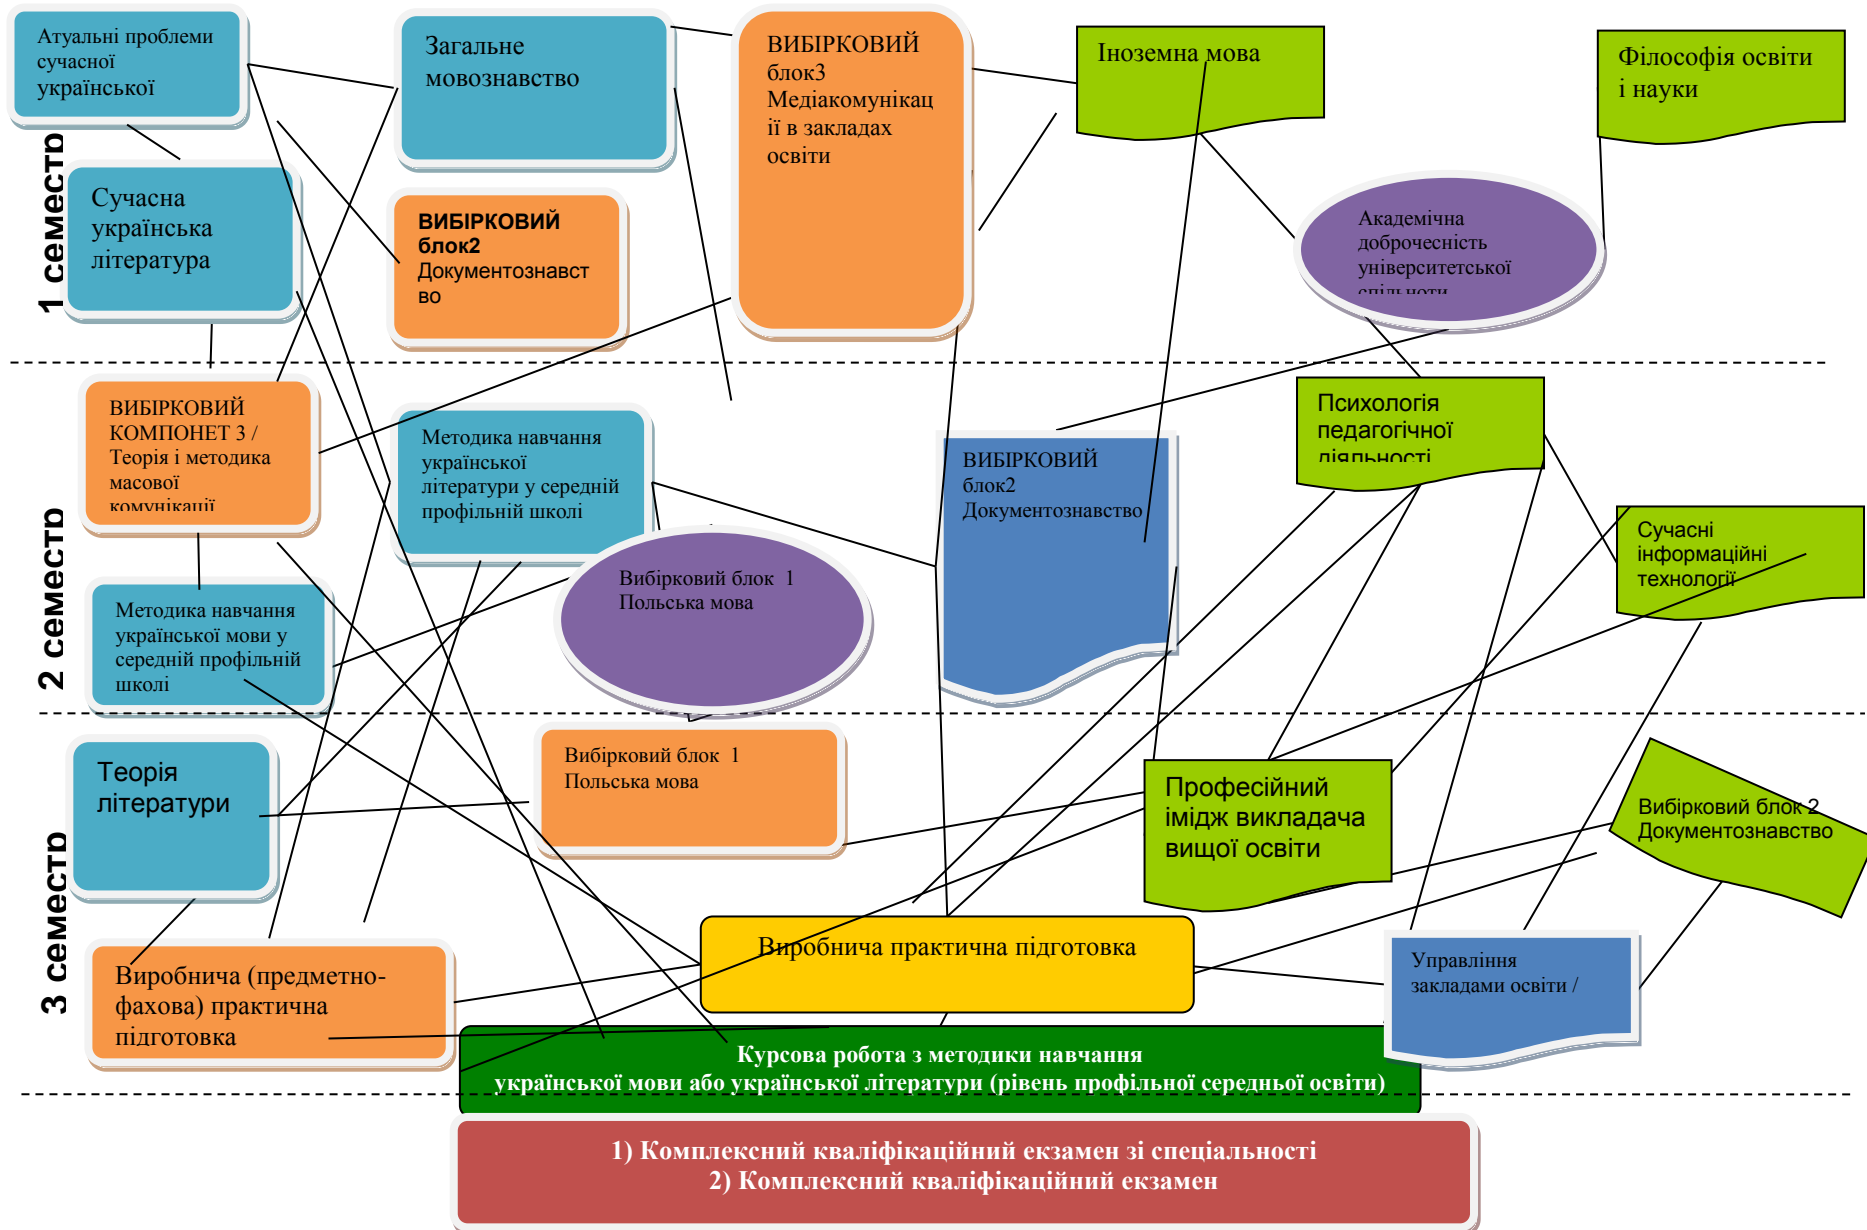 1 семестр
Атуальні проблеми
сучасної
української
Загальне
мовознавство
ВИБІРКОВИЙ
блок3
Медіакомунікац
ії в закладах
освіти
Іноземна мова
Філософія освіти
і науки
Сучасна
українська
література
ВИБІРКОВИЙ
блок2
Документознавст
во
Академічна
доброчесність
університетської
спільноти
2 семестр
ВИБІРКОВИЙ
КОМПОНЕТ 3 /
Теорія і методика
масової
комунікації
Методика навчання
української
літератури у середній
профільній школі
ВИБІРКОВИЙ
блок2
Документознавство
Психологія
педагогічної
діяльності
Сучасні
інформаційні
технології
Вибірковий блок 1
Польська мова
Методика навчання
української мови у
середній профільній
школі
3 семестр
Теорія
літератури
Вибірковий блок 1
Польська мова
Професійний
імідж викладача
вищої освіти
Вибірковий блок 2
Документознавство
Виробнича практична підготовка
Виробнича (предметно-
фахова) практична
підготовка
Управління
закладами освіти /
Курсова робота з методики навчання
української мови або української літератури (рівень профільної середньої освіти)
1) Комплексний кваліфікаційний екзамен зі спеціальності
2) Комплексний кваліфікаційний екзамен